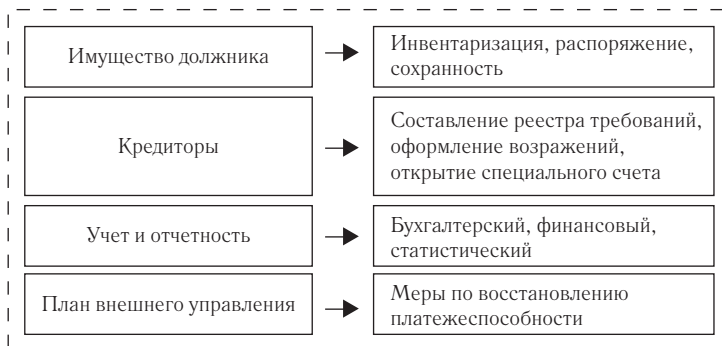 Имущество должника
Инвентаризация, распоряжение,
сохранность
Кредиторы
Составление реестра требований,
оформление возражений,
открытие специального счета
Учет и отчетность
Бухгалтерский, финансовый,
статистический
План внешнего управления
Меры по восстановлению
платежеспособности